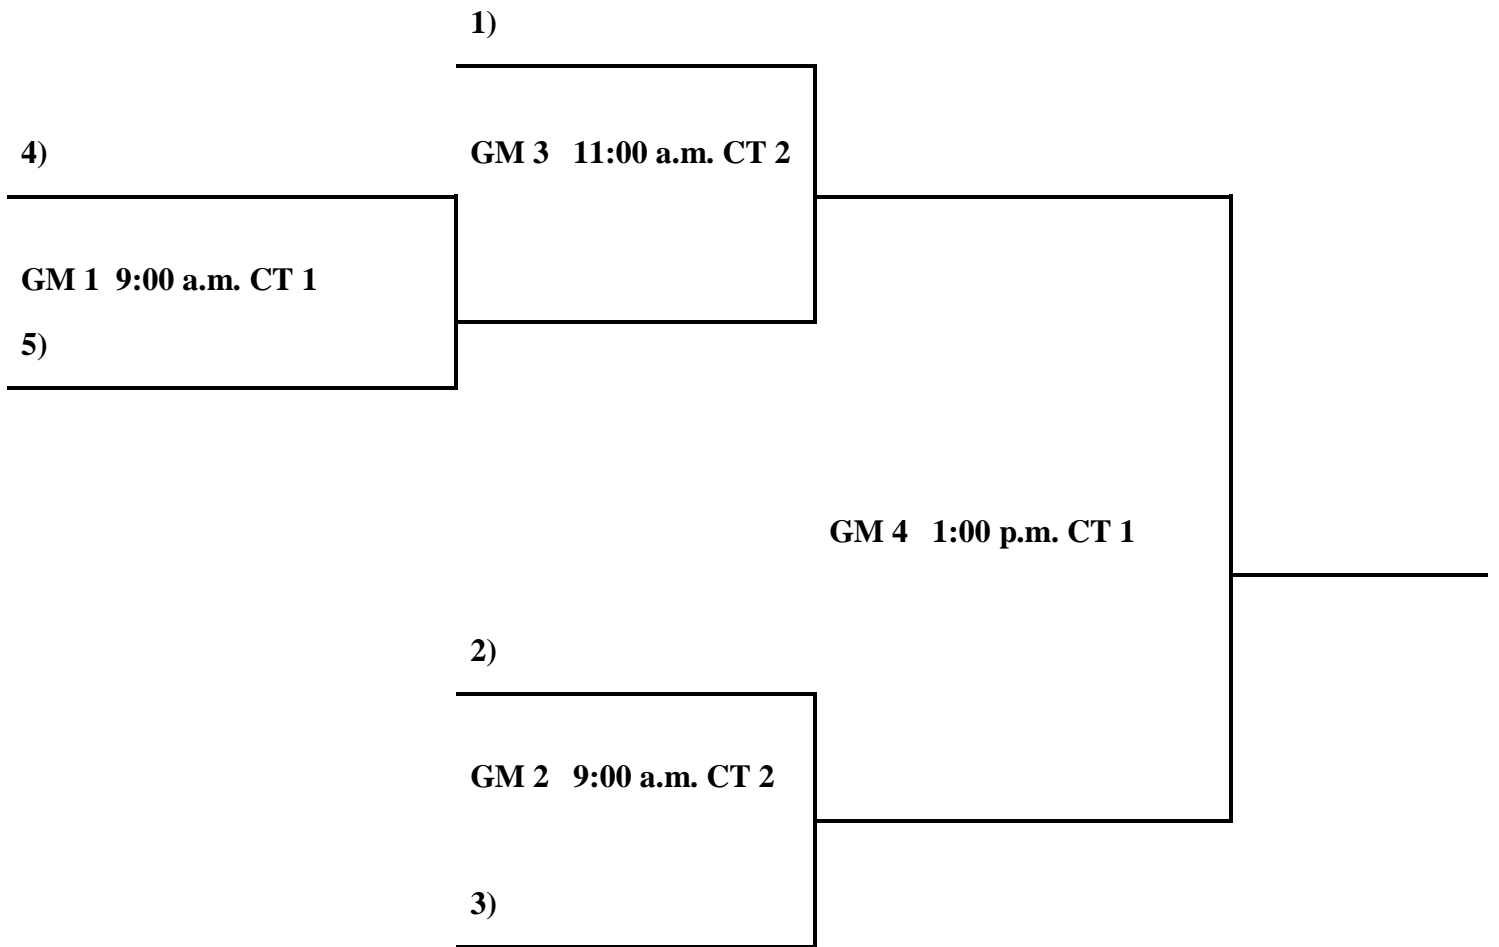 1)
4)
GM 3   11:00 a.m. CT 2
GM 1  9:00 a.m. CT 1
5)
GM 4   1:00 p.m. CT 1
2)
GM 2   9:00 a.m. CT 2
3)